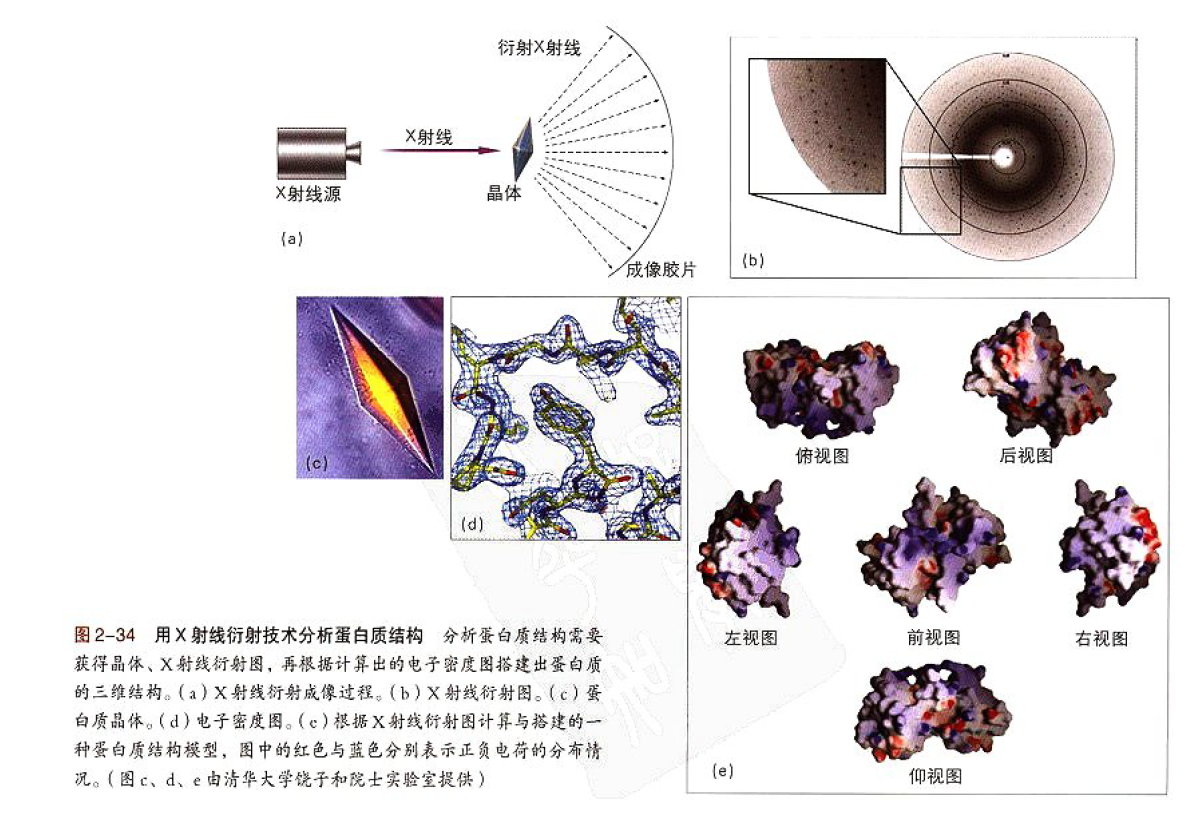 衍射X射线
X射线
X射线源
晶体
(a)
成像胶片
(b)
(c)
(d)
俯视图
后视图
左视图
前视图
右视图
仰视图
(e)
图2-34 用X射线衍射技术分析蛋白质结构 分析蛋白质结构需要
获得晶体、X射线衍射图，再根据计算出的电子密度图搭建出蛋白质
的三维结构。(a)X射线衍射成像过程。(b)X射线衍射图。(c)蛋
白质晶体。(d)电子密度图。(e)根据X射线衍射图计算与搭建的一
种蛋白质结构模型，图中的红色与蓝色分别表示正负电荷的分布情
况。(图c、d、e由清华大学饶子和院士实验室提供)